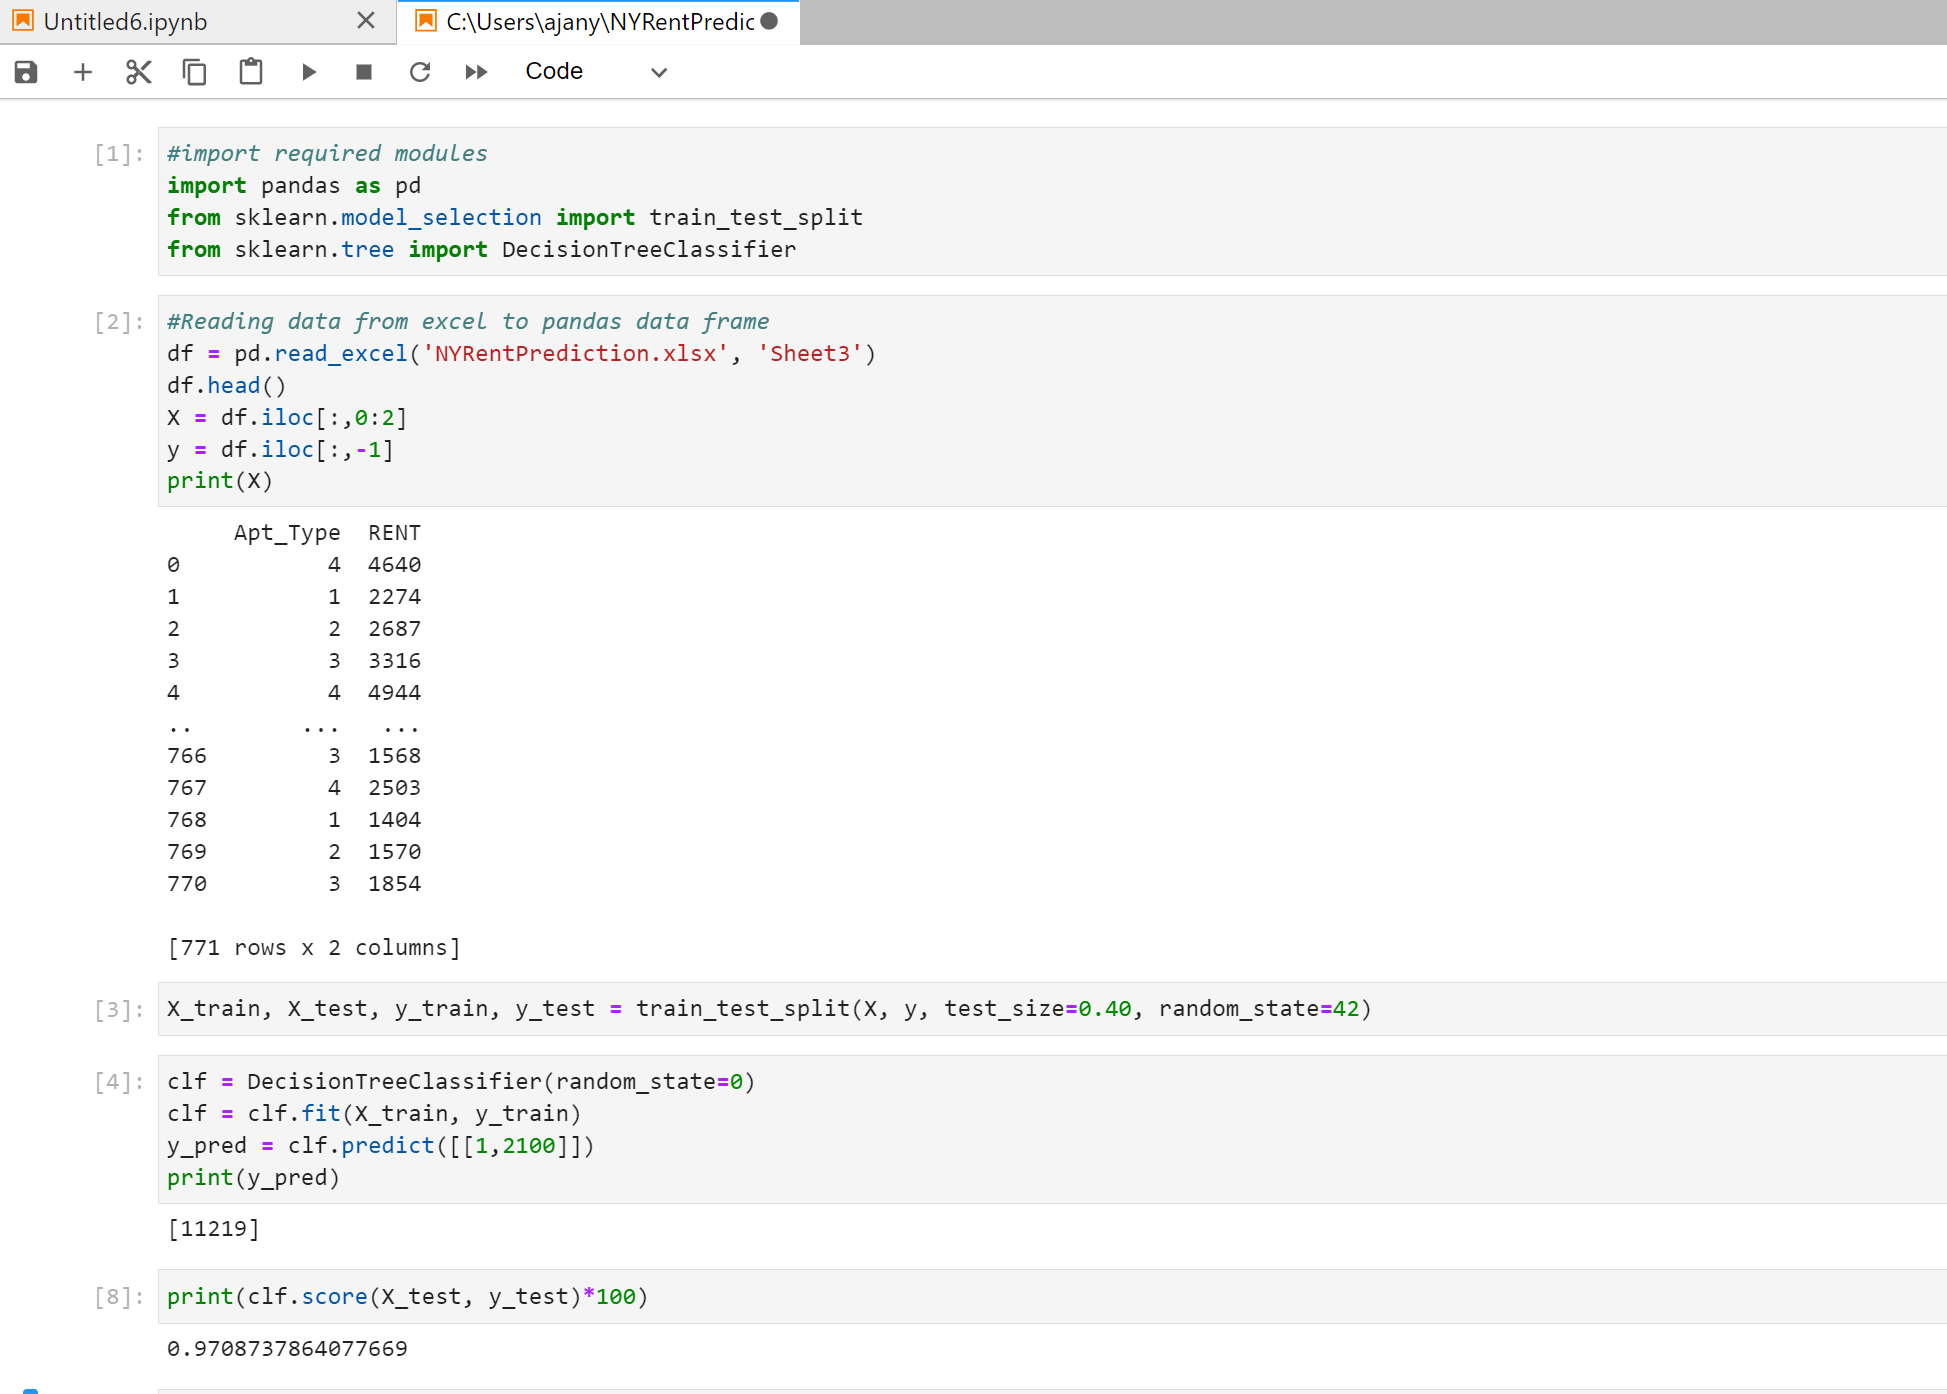 Untitled6.ipynb
C:\Users\ajany\NYRentPredic
Code
[1]:
#import required modules
import pandas as pd
from sklearn.model_selection import train_test_split
from sklearn.tree import DecisionTreeClassifier
[2]:
#Reading data from excel to pandas data frame
df = pd.read_excel('NYRentPrediction.xlsx', 'Sheet3')
df.head()
X = df.iloc[:,0:2]
y = df.iloc[:,-1]
print(X)
     Apt_Type  RENT
0           4  4640
1           1  2274
2           2  2687
3           3  3316
4           4  4944
..        ...   ...
766         3  1568
767         4  2503
768         1  1404
769         2  1570
770         3  1854
[771 rows x 2 columns]
[3]:
X_train, X_test, y_train, y_test = train_test_split(X, y, test_size=0.40, random_state=42)
[4]:
clf = DecisionTreeClassifier(random_state=0)
clf = clf.fit(X_train, y_train)
y_pred = clf.predict([[1,2100]])
print(y_pred)
[11219]
[8]:
print(clf.score(X_test, y_test)*100)
0.9708737864077669